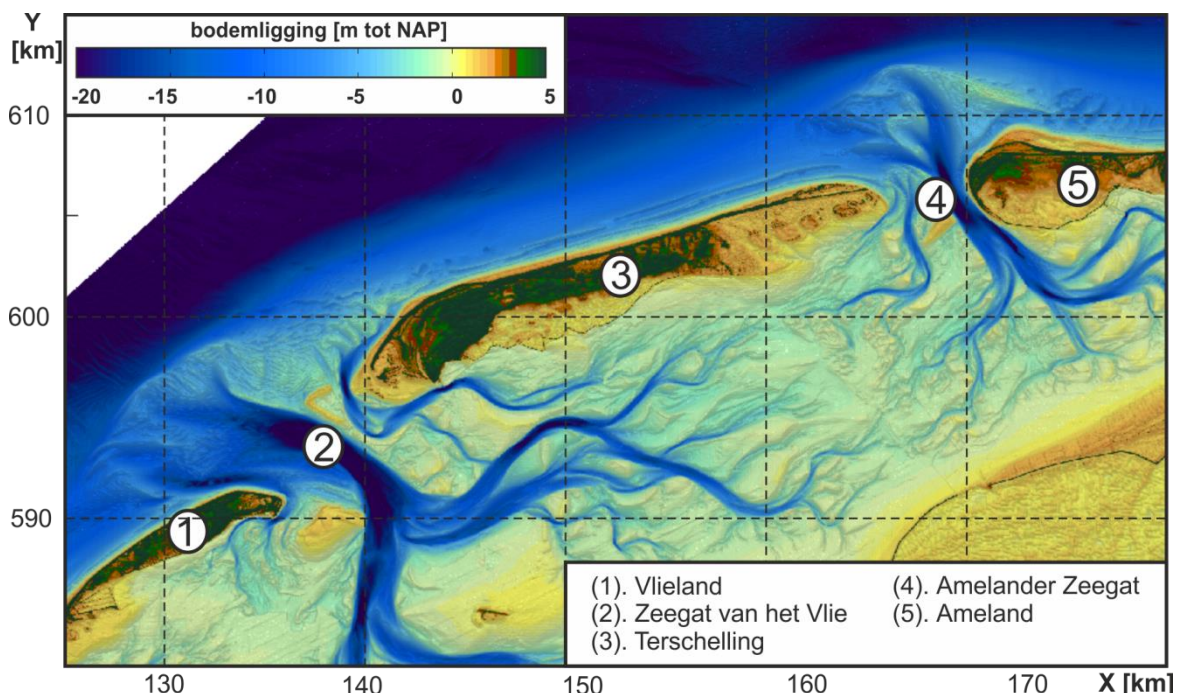 Y
[km]
bodemligging [m tot NAP]
-20 -15 -10 -5 0 5
610
600
590
1
2
3
4
5
(1). Vlieland
(2). Zeegat van het Vlie
(3). Terschelling
(4). Amelander Zeegat
(5). Ameland
130 140 150 160 170 X [km]